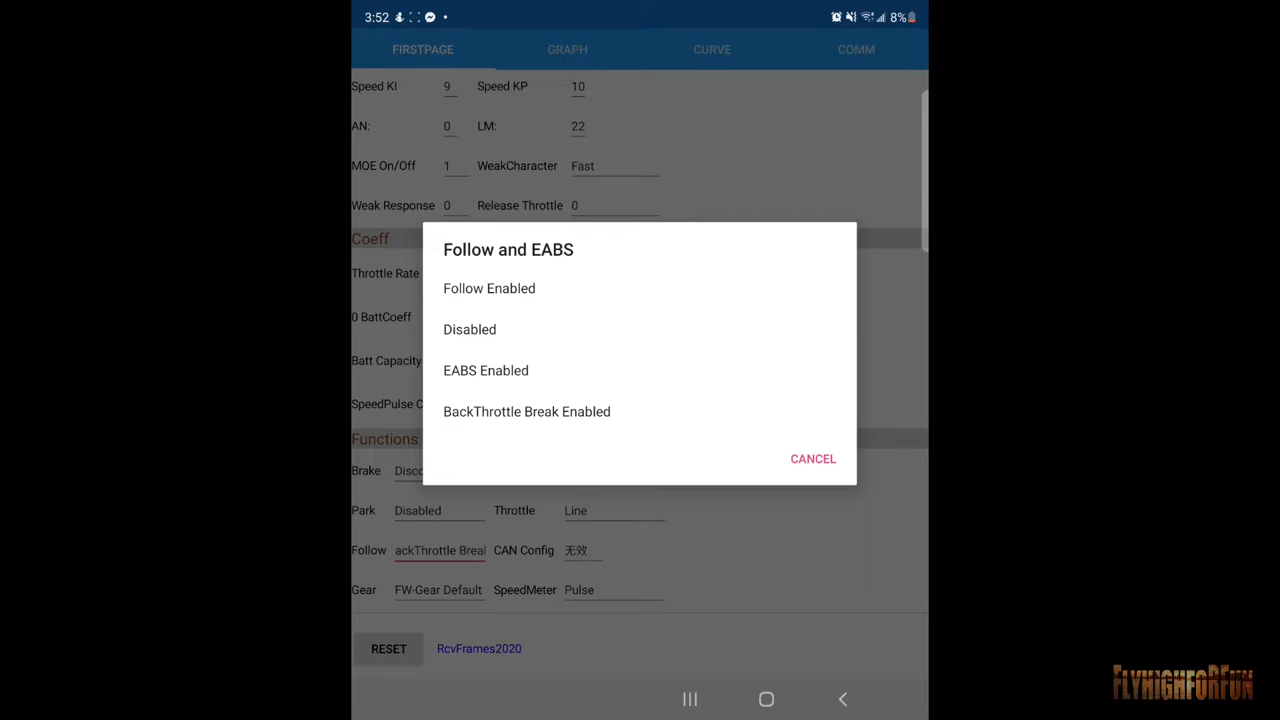 3:52 8%
FIRSTPAGE GRAPH CURVE COMM
Speed KI 9 Speed KP 10
AN: 0 LM: 22
MOE On/Off 1 WeakCharacter Fast
Weak Response 0 Release Throttle 0
Coeff
Throttle Rate
0 BattCoeff
Batt Capacity
SpeedPulse C
Follow and EABS
Follow Enabled
Disabled
EABS Enabled
BackThrottle Break Enabled
CANCEL
Functions
Brake Disco
Park Disabled Throttle Line
Follow ackThrottle Break CAN Config 无效
Gear FW-Gear Default SpeedMeter Pulse
RESET RcvFrames2020
FLYHIGHFORFUN